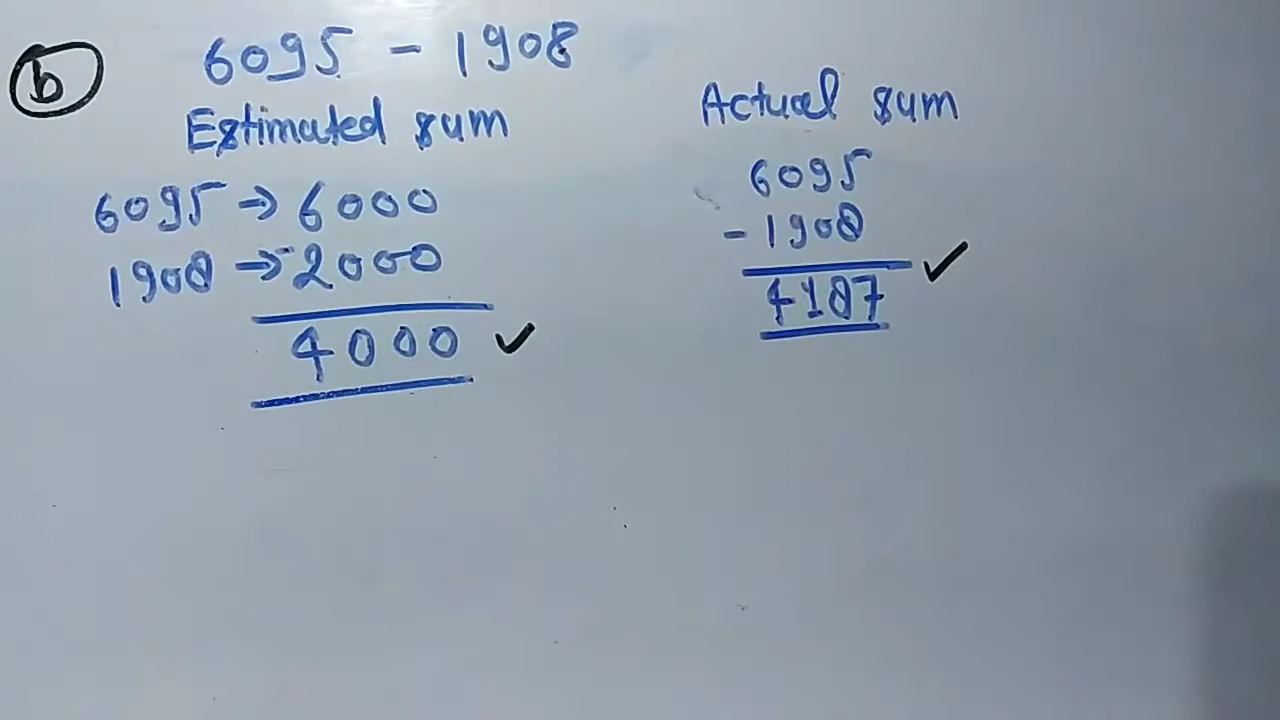 b 6095 - 1908
Estimated sum
6095 → 6000
1908 → -2000
4000 ✓
Actual sum
6095
- 1908
4187 ✓